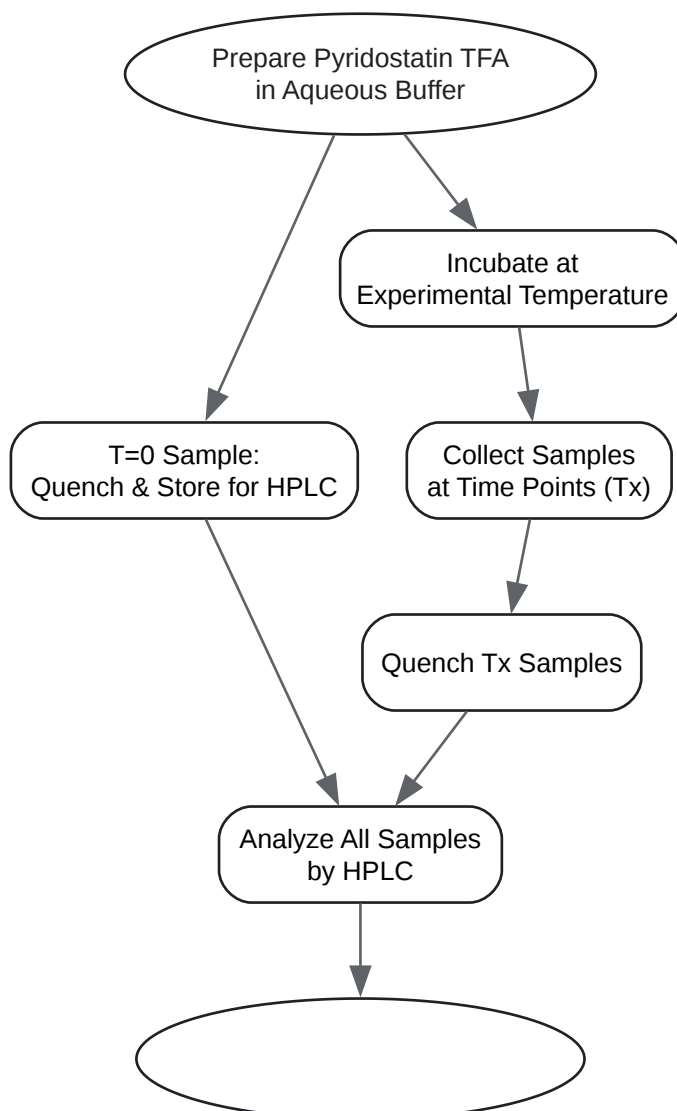 Prepare Pyridostatin TFA
in Aqueous Buffer
Incubate at
Experimental Temperature
T=0 Sample:
Quench & Store for HPLC
Collect Samples
at Time Points (Tx)
Quench Tx Samples
Analyze All Samples
by HPLC